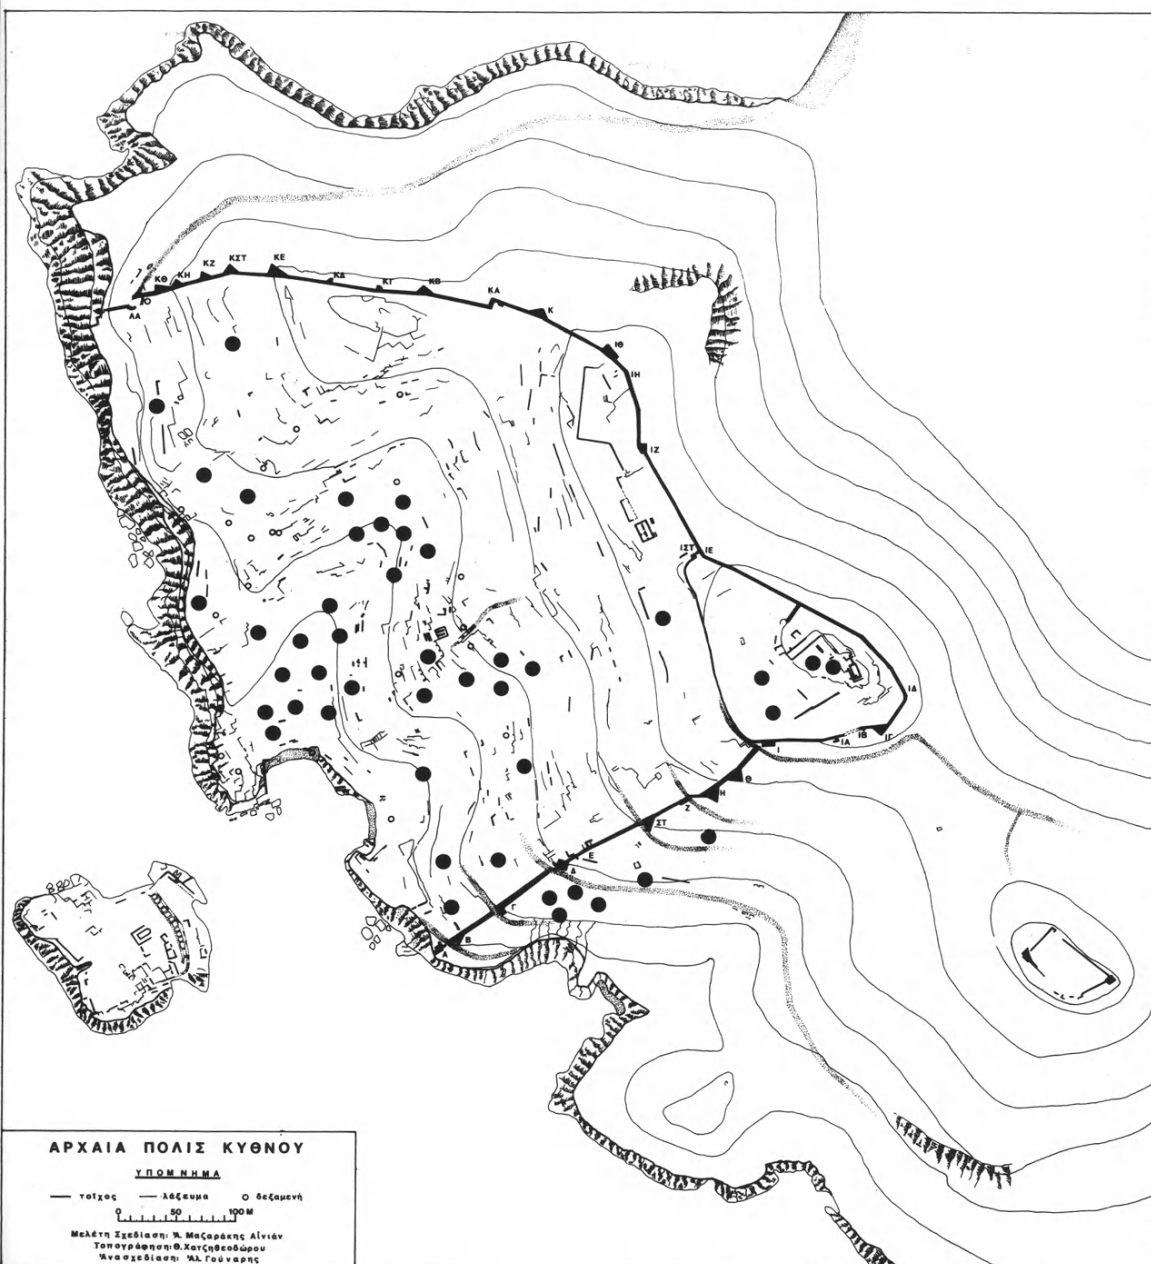 ΚΕ
ΚΣΤ
ΚΖ
ΚΗ
ΚΘ
ΚΔ
ΚΓ
ΚΒ
ΚΑ
Κ
ΛΑ
ΙΘ
ΙΗ
ΙΖ
ΙΣΤ
ΙΕ
ΙΔ
ΙΓ
ΙΒ
ΙΑ
Ι
Θ
Η
Ζ
ΣΤ
Ε
Δ
Γ
Β
Α
ΑΡΧΑΙΑ ΠΟΛΙΣ ΚΥΘΝΟΥ
ΥΠΟΜΝΗΜΑ
τοῖχος λάξευμα δεξαμενή
0 50 100 Μ
Μελέτη Σχεδίαση: Ἀ. Μαζαράκης Αἰνιάν
Τοπογράφηση: Θ. Χατζηθεοδώρου
Ἀνασχεδίαση: Ἀλ. Γούναρης